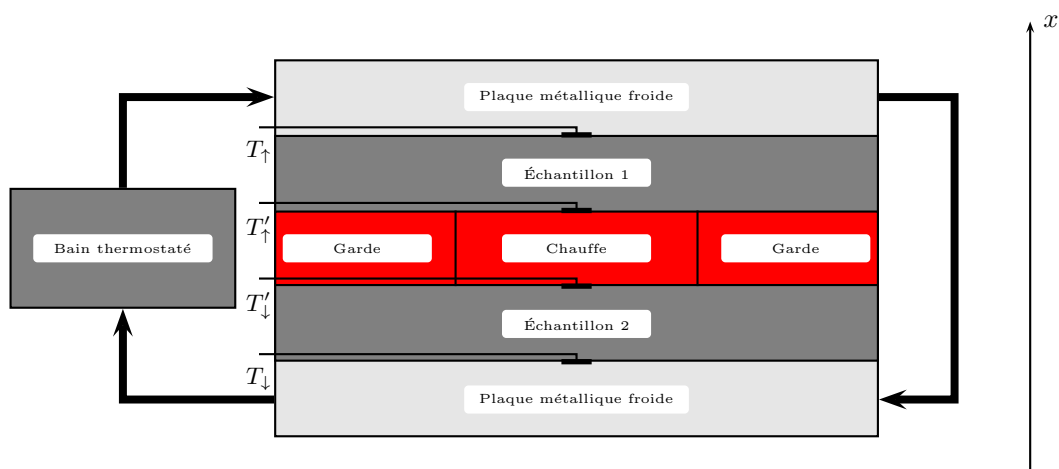 x
Plaque métallique froide
T↑
Échantillon 1
T′↑
Bain thermostaté
Garde
Chauffe
Garde
T′↓
Échantillon 2
T↓
Plaque métallique froide